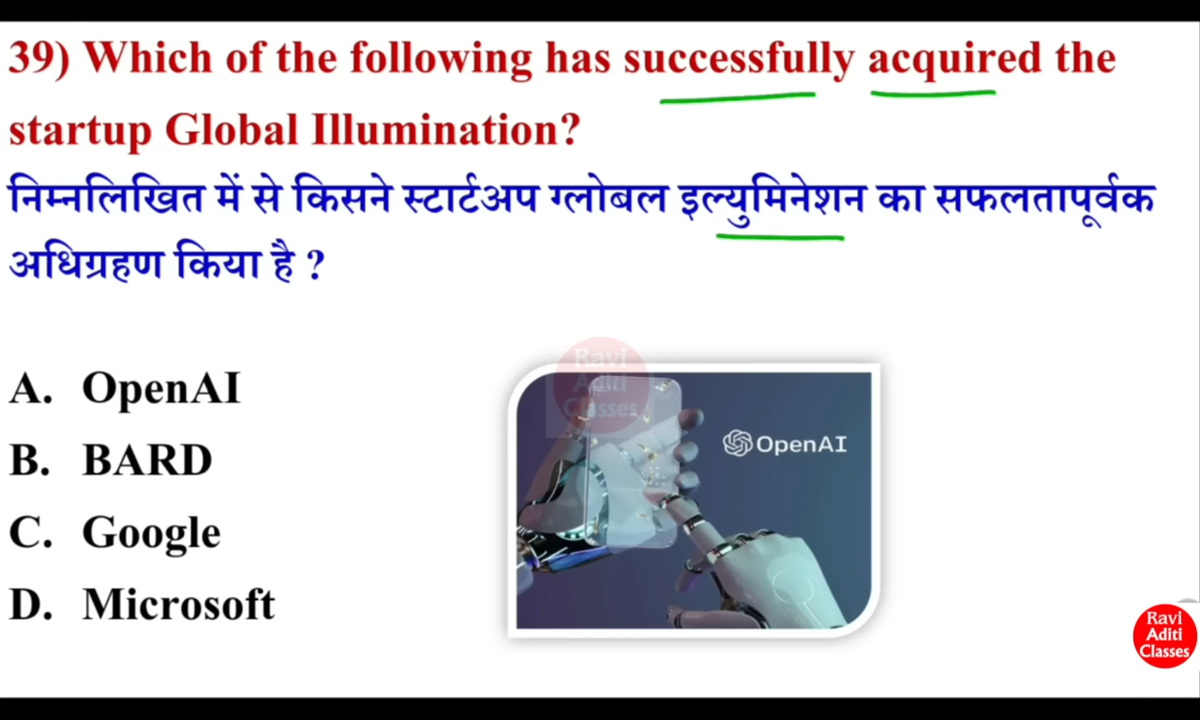 39) Which of the following has successfully acquired the
startup Global Illumination?
निम्नलिखित में से किसने स्टार्टअप ग्लोबल इल्युमिनेशन का सफलतापूर्वक
अधिग्रहण किया है ?
A. OpenAI
B. BARD
C. Google
D. Microsoft
Ravi
Aditi
Classes
OpenAI
Ravi
Aditi
Classes